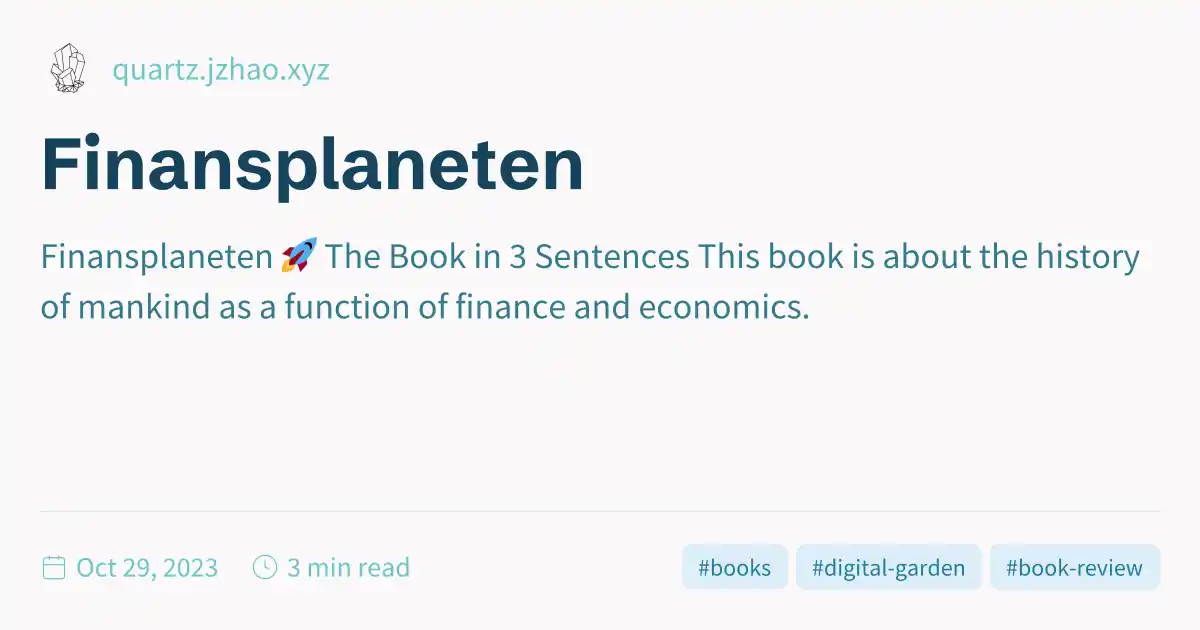 quartz.jzhao.xyz
Finansplaneten
Finansplaneten 🚀 The Book in 3 Sentences This book is about the history
of mankind as a function of finance and economics.
Oct 29, 2023 3 min read #books #digital-garden #book-review